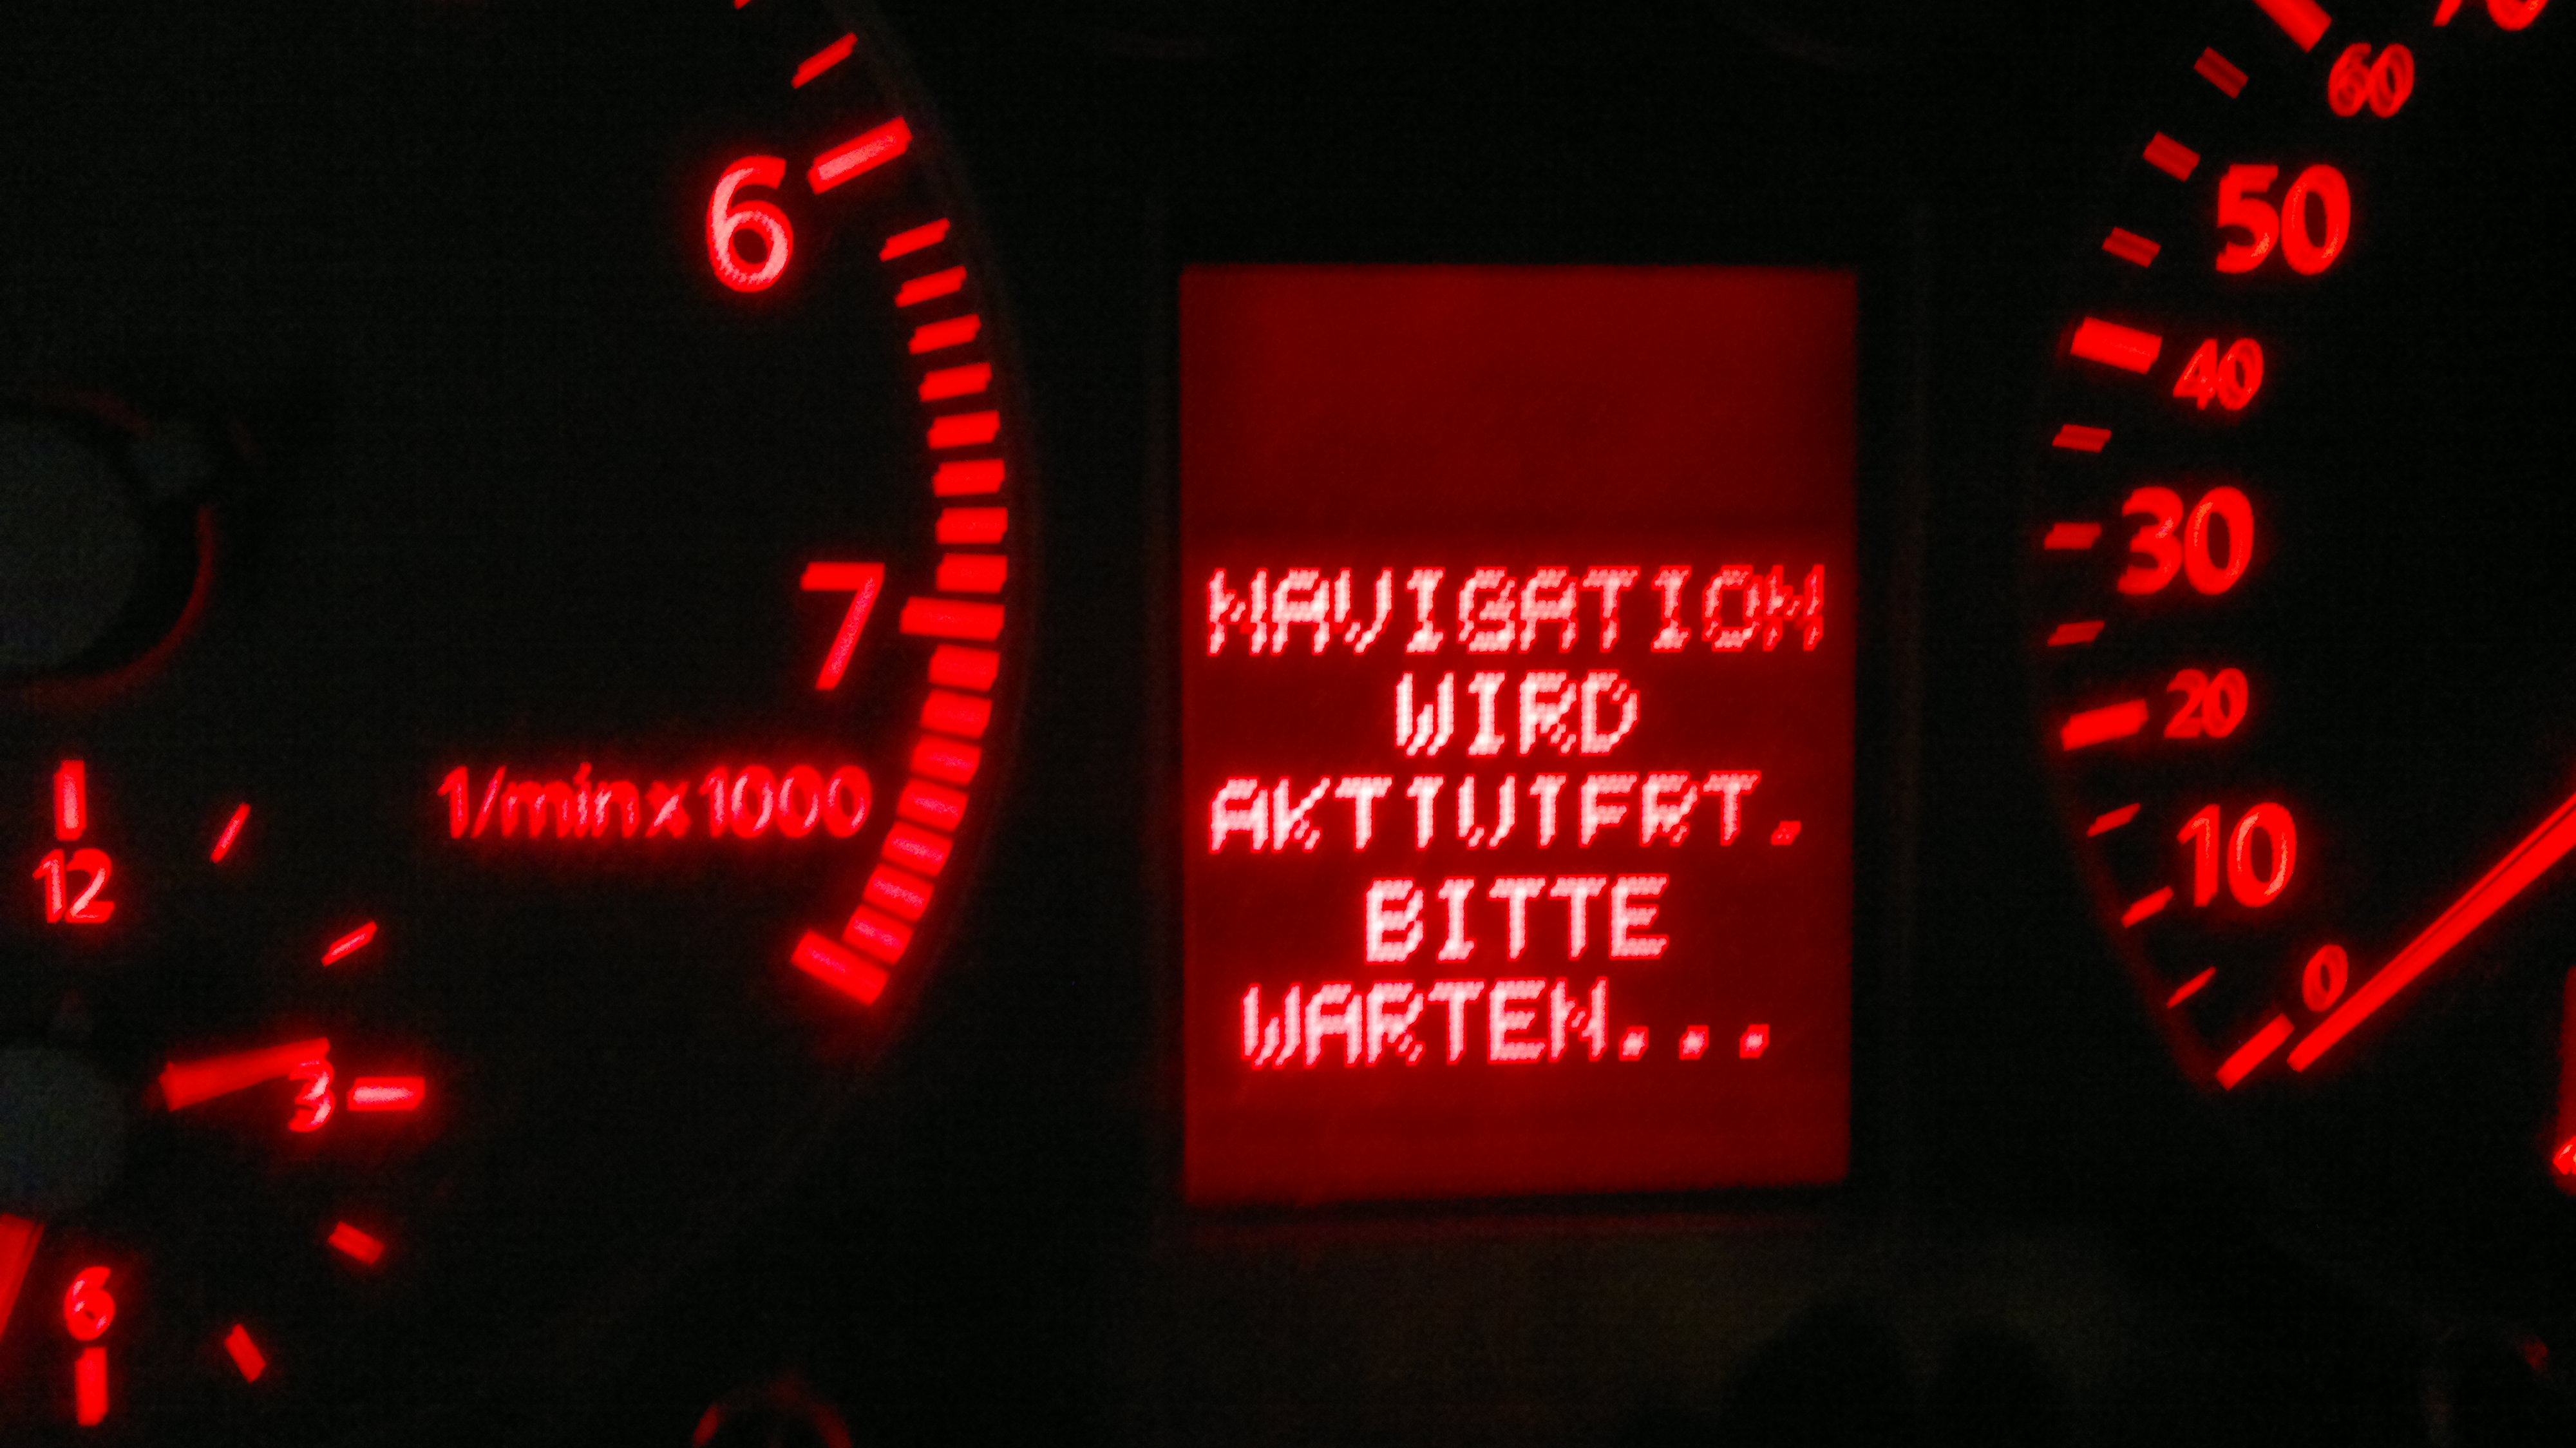 6
7
1/min x 1000
12
3
6
NAVIGATION
WIRD
AKTIVIERT.
BITTE
WARTEN...
60
50
40
30
20
10
0